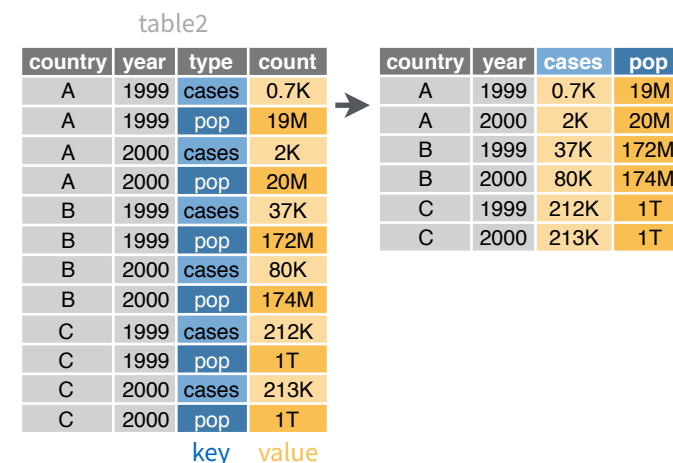 table2
country year type count
A 1999 cases 0.7K
A 1999 pop 19M
A 2000 cases 2K
A 2000 pop 20M
B 1999 cases 37K
B 1999 pop 172M
B 2000 cases 80K
B 2000 pop 174M
C 1999 cases 212K
C 1999 pop 1T
C 2000 cases 213K
C 2000 pop 1T
key value
country year cases pop
A 1999 0.7K 19M
A 2000 2K 20M
B 1999 37K 172M
B 2000 80K 174M
C 1999 212K 1T
C 2000 213K 1T